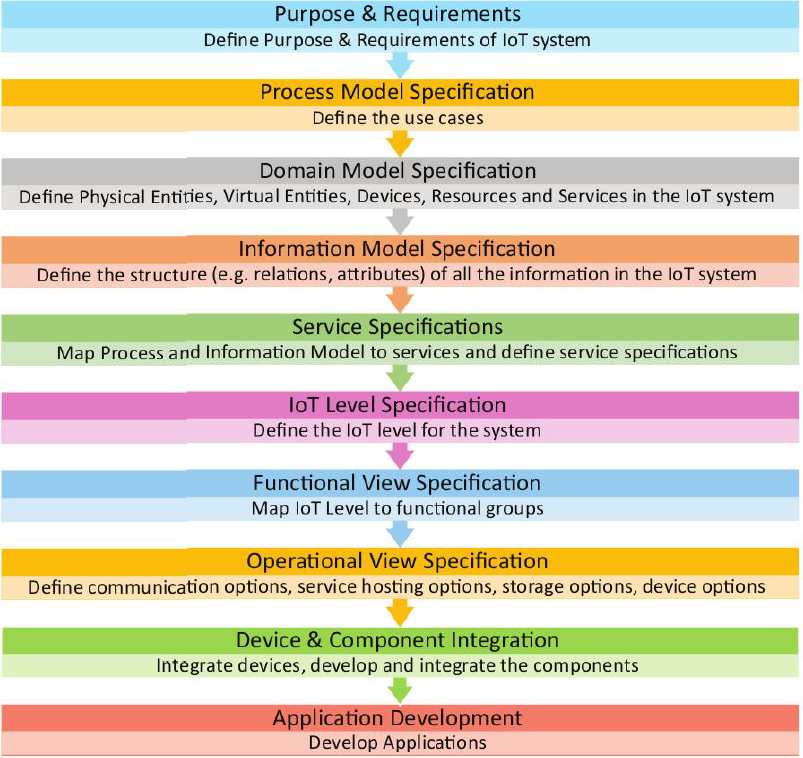 Purpose & Requirements
Define Purpose & Requirements of IoT system
Process Model Specification
Define the use cases
Domain Model Specification
Define Physical Entities, Virtual Entities, Devices, Resources and Services in the IoT system
Information Model Specification
Define the structure (e.g. relations, attributes) of all the information in the IoT system
Service Specifications
Map Process and Information Model to services and define service specifications
IoT Level Specification
Define the IoT level for the system
Functional View Specification
Map IoT Level to functional groups
Operational View Specification
Define communication options, service hosting options, storage options, device options
Device & Component Integration
Integrate devices, develop and integrate the components
Application Development
Develop Applications